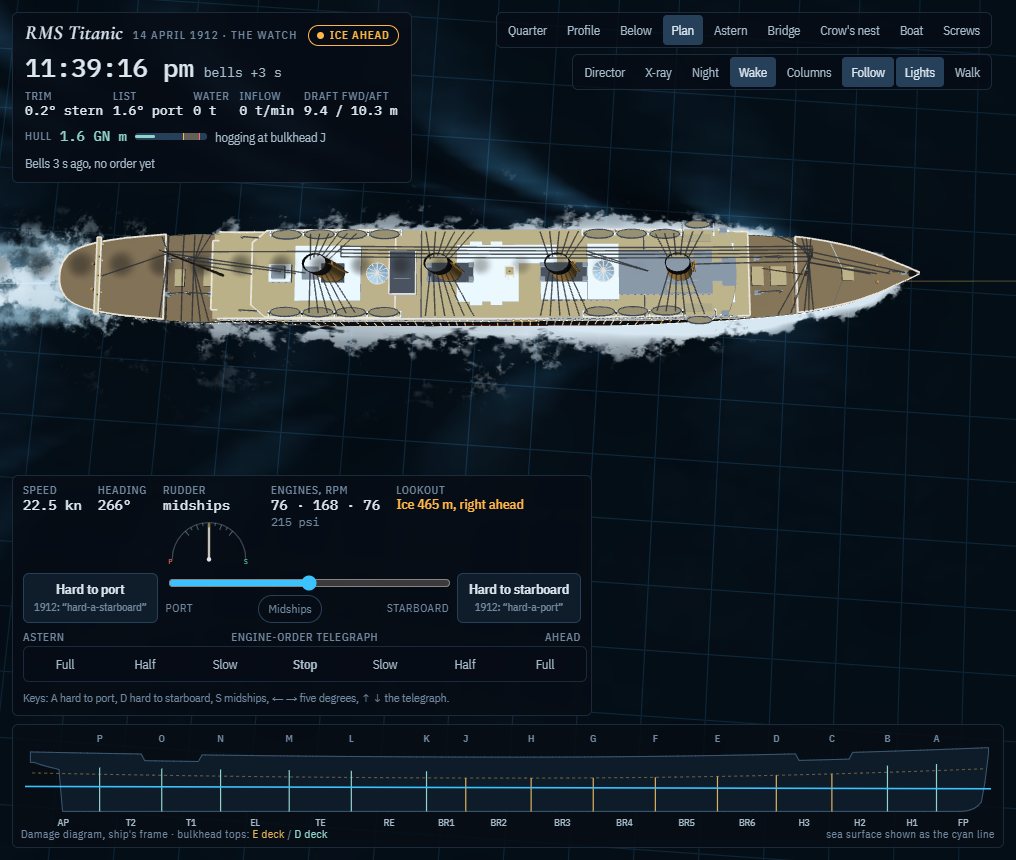 RMS Titanic 14 APRIL 1912 · THE WATCH ICE AHEAD
11:39:16 pm bells +3 s
TRIM LIST WATER INFLOW DRAFT FWD/AFT
0.2° stern 1.6° port 0 t 0 t/min 9.4 / 10.3 m
HULL 1.6 GN m hogging at bulkhead J
Bells 3 s ago, no order yet
Quarter Profile Below Plan Astern Bridge Crow's nest Boat Screws
Director X-ray Night Wake Columns Follow Lights Walk
SPEED HEADING RUDDER ENGINES, RPM LOOKOUT
22.5 kn 266° midships 76 · 168 · 76 Ice 465 m, right ahead
215 psi
P S
Hard to port
1912: “hard-a-starboard”
PORT Midships STARBOARD
Hard to starboard
1912: “hard-a-port”
ASTERN ENGINE-ORDER TELEGRAPH AHEAD
Full Half Slow Stop Slow Half Full
Keys: A hard to port, D hard to starboard, S midships, ← → five degrees, ↑ ↓ the telegraph.
P O N M L K J H G F E D C B A
AP T2 T1 EL TE RE BR1 BR2 BR3 BR4 BR5 BR6 H3 H2 H1 FP
Damage diagram, ship's frame · bulkhead tops: E deck / D deck
sea surface shown as the cyan line